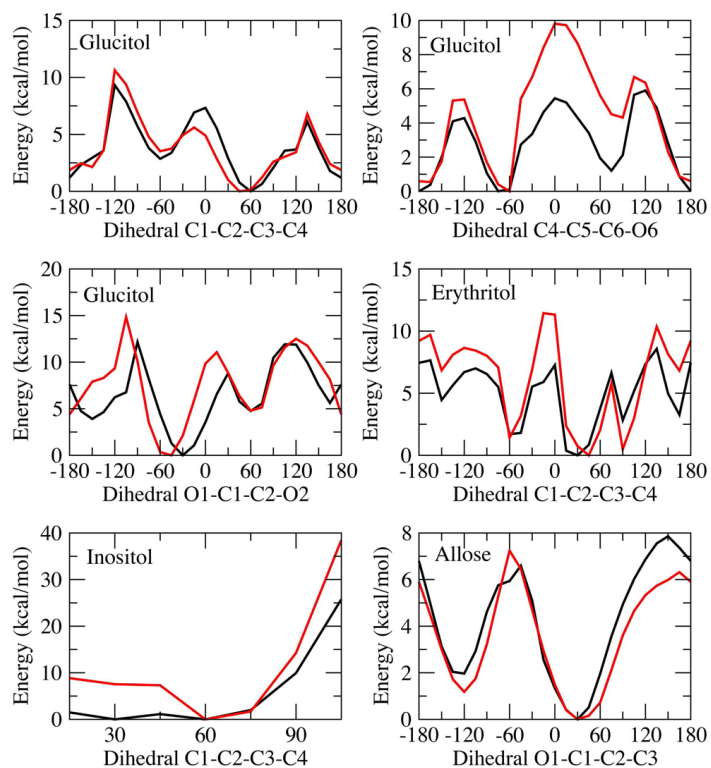 15
10
5
0
Energy (kcal/mol)
Glucitol
-180 -120 -60 0 60 120 180
Dihedral C1-C2-C3-C4
10
8
6
4
2
0
Energy (kcal/mol)
Glucitol
-180 -120 -60 0 60 120 180
Dihedral C4-C5-C6-O6
20
15
10
5
0
Energy (kcal/mol)
Glucitol
-180 -120 -60 0 60 120 180
Dihedral O1-C1-C2-O2
15
10
5
0
Energy (kcal/mol)
Erythritol
-180 -120 -60 0 60 120 180
Dihedral C1-C2-C3-C4
40
30
20
10
0
Energy (kcal/mol)
Inositol
30 60 90
Dihedral C1-C2-C3-C4
8
6
4
2
0
Energy (kcal/mol)
Allose
-180 -120 -60 0 60 120 180
Dihedral O1-C1-C2-C3